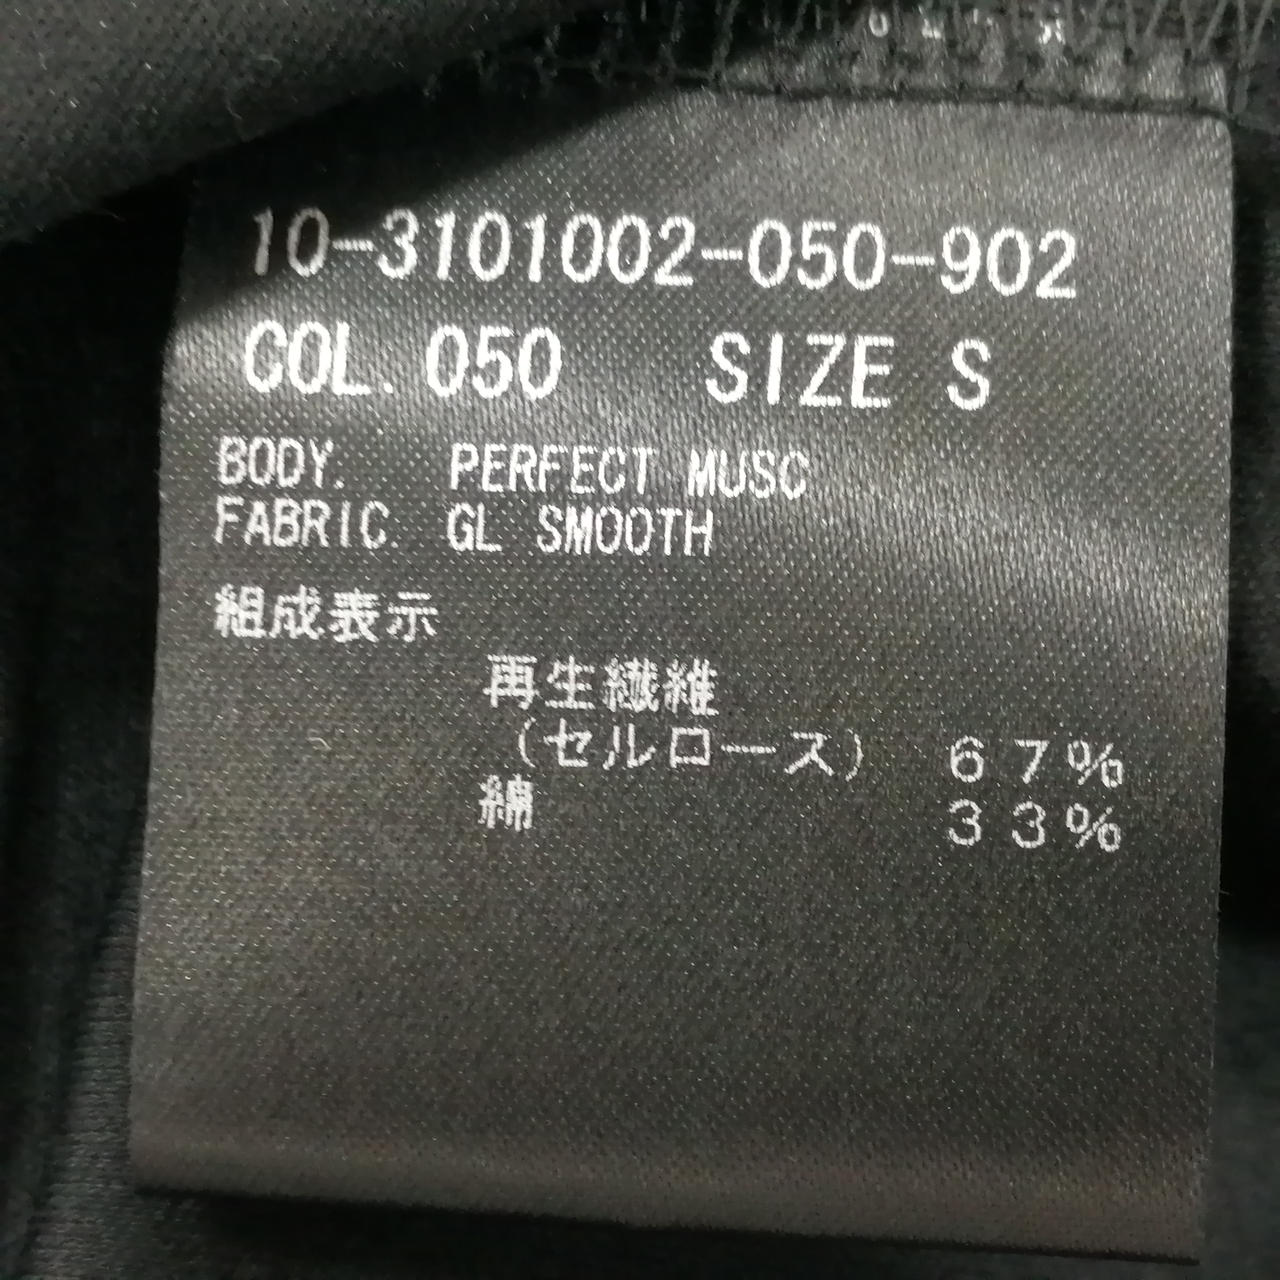 10-3101002-050-902
COL. 050 SIZE S
BODY. PERFECT MUSC
FABRIC. GL SMOOTH
組成表示
再生繊維
(セルロース) 67%
綿 33%